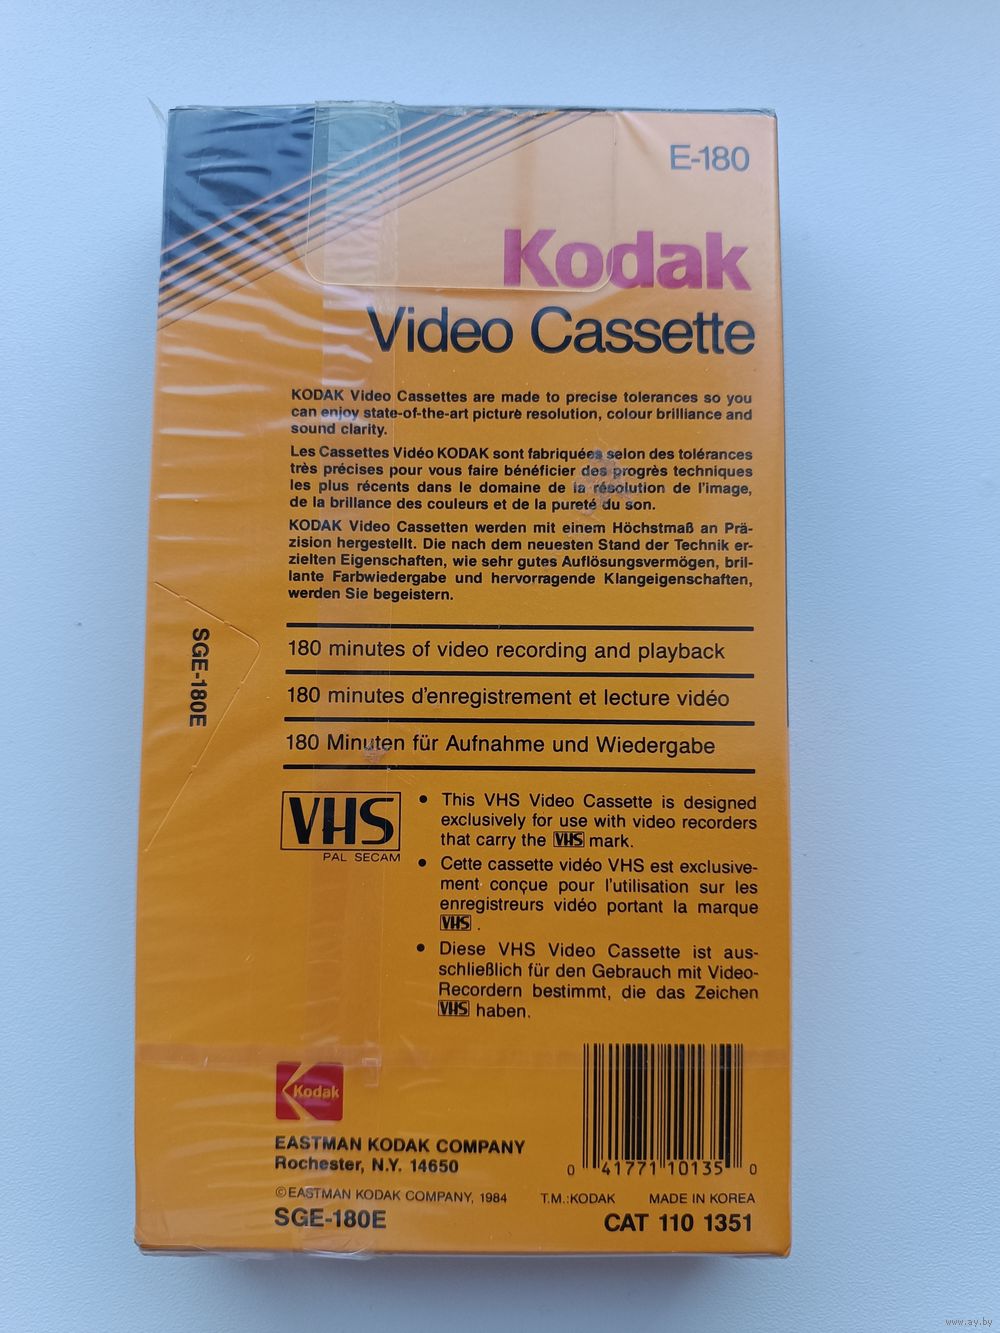 E-180
Kodak
Video Cassette
KODAK Video Cassettes are made to precise tolerances so you
can enjoy state-of-the-art picture resolution, colour brilliance and
sound clarity.
Les Cassettes Vidéo KODAK sont fabriquées selon des tolérances
très précises pour vous faire bénéficier des progrès techniques
les plus récents dans le domaine de la résolution de l'image,
de la brillance des couleurs et de la pureté du son.
KODAK Video Cassetten werden mit einem Höchstmaß an Prä-
zision hergestellt. Die nach dem neuesten Stand der Technik er-
zielten Eigenschaften, wie sehr gutes Auflösungsvermögen, bril-
lante Farbwiedergabe und hervorragende Klangeigenschaften,
werden Sie begeistern.
SGE-180E
180 minutes of video recording and playback
180 minutes d'enregistrement et lecture vidéo
180 Minuten für Aufnahme und Wiedergabe
VHS
PAL SECAM
• This VHS Video Cassette is designed
exclusively for use with video recorders
that carry the VHS mark.
• Cette cassette vidéo VHS est exclusive-
ment conçue pour l'utilisation sur les
enregistreurs vidéo portant la marque
VHS .
• Diese VHS Video Cassette ist aus-
schließlich für den Gebrauch mit Video-
Recordern bestimmt, die das Zeichen
VHS haben.
Kodak
EASTMAN KODAK COMPANY
Rochester, N.Y. 14650
0 41771 10135 0
©EASTMAN KODAK COMPANY, 1984 T.M.:KODAK MADE IN KOREA
SGE-180E CAT 110 1351
www.ay.by